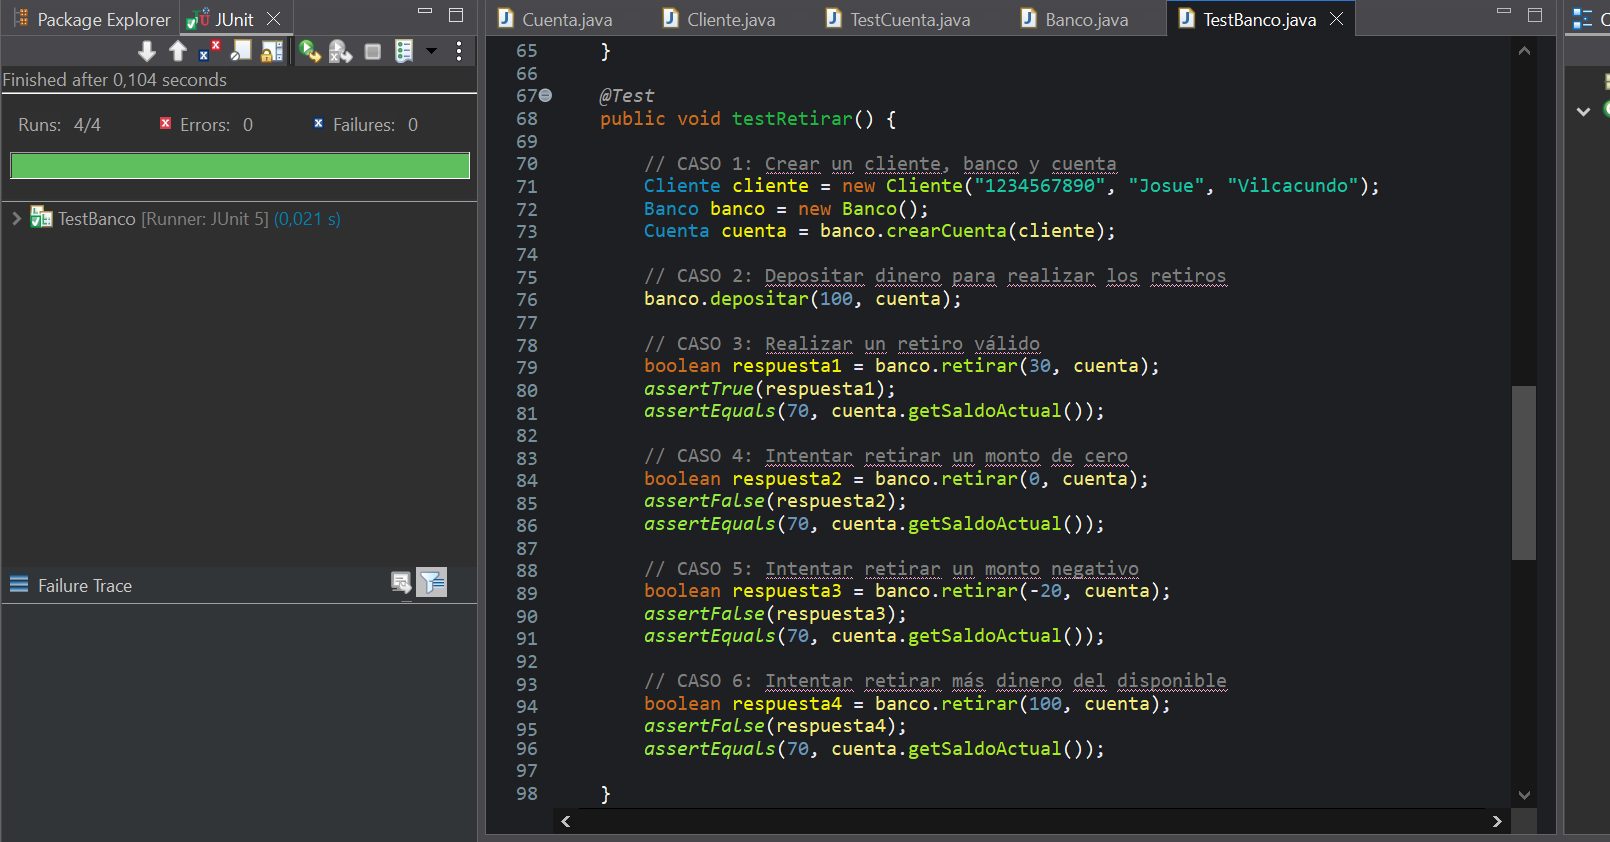 Package Explorer
JUnit
Finished after 0,104 seconds
Runs: 4/4
Errors: 0
Failures: 0
TestBanco [Runner: JUnit 5] (0,021 s)
Failure Trace
Cuenta.java
Cliente.java
TestCuenta.java
Banco.java
TestBanco.java
65 }
66
67 @Test
68 public void testRetirar() {
69
70 // CASO 1: Crear un cliente, banco y cuenta
71 Cliente cliente = new Cliente("1234567890", "Josue", "Vilcacundo");
72 Banco banco = new Banco();
73 Cuenta cuenta = banco.crearCuenta(cliente);
74
75 // CASO 2: Depositar dinero para realizar los retiros
76 banco.depositar(100, cuenta);
77
78 // CASO 3: Realizar un retiro válido
79 boolean respuesta1 = banco.retirar(30, cuenta);
80 assertTrue(respuesta1);
81 assertEquals(70, cuenta.getSaldoActual());
82
83 // CASO 4: Intentar retirar un monto de cero
84 boolean respuesta2 = banco.retirar(0, cuenta);
85 assertFalse(respuesta2);
86 assertEquals(70, cuenta.getSaldoActual());
87
88 // CASO 5: Intentar retirar un monto negativo
89 boolean respuesta3 = banco.retirar(-20, cuenta);
90 assertFalse(respuesta3);
91 assertEquals(70, cuenta.getSaldoActual());
92
93 // CASO 6: Intentar retirar más dinero del disponible
94 boolean respuesta4 = banco.retirar(100, cuenta);
95 assertFalse(respuesta4);
96 assertEquals(70, cuenta.getSaldoActual());
97
98 }